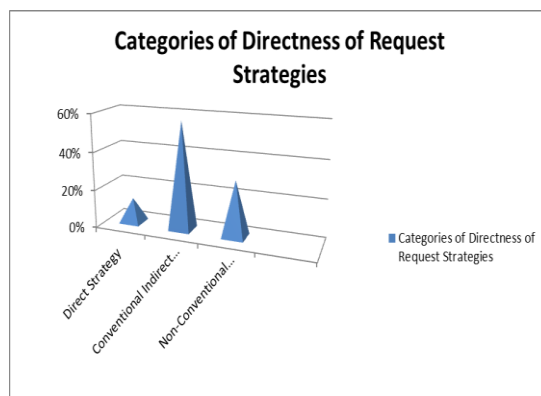 Categories of Directness of Request
Strategies
60%
40%
20%
0%
Direct Strategy
Conventional Indirect...
Non-Conventional...
Categories of Directness of
Request Strategies